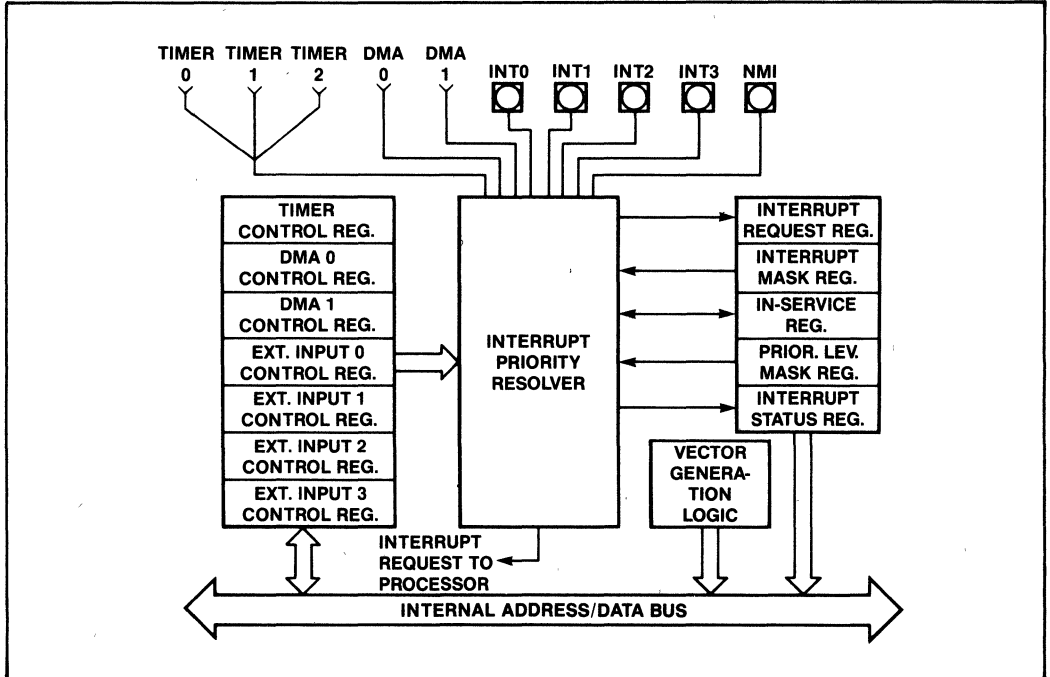 TIMER TIMER TIMER DMA DMA
0 1 2 0 1
INT0 INT1 INT2 INT3 NMI
TIMER
CONTROL REG.
DMA 0
CONTROL REG.
DMA 1
CONTROL REG.
EXT. INPUT 0
CONTROL REG.
EXT. INPUT 1
CONTROL REG.
EXT. INPUT 2
CONTROL REG.
EXT. INPUT 3
CONTROL REG.
INTERRUPT
PRIORITY
RESOLVER
INTERRUPT
REQUEST REG.
INTERRUPT
MASK REG.
IN-SERVICE
REG.
PRIOR. LEV.
MASK REG.
INTERRUPT
STATUS REG.
VECTOR
GENERA-
TION
LOGIC
INTERRUPT
REQUEST TO
PROCESSOR
INTERNAL ADDRESS/DATA BUS